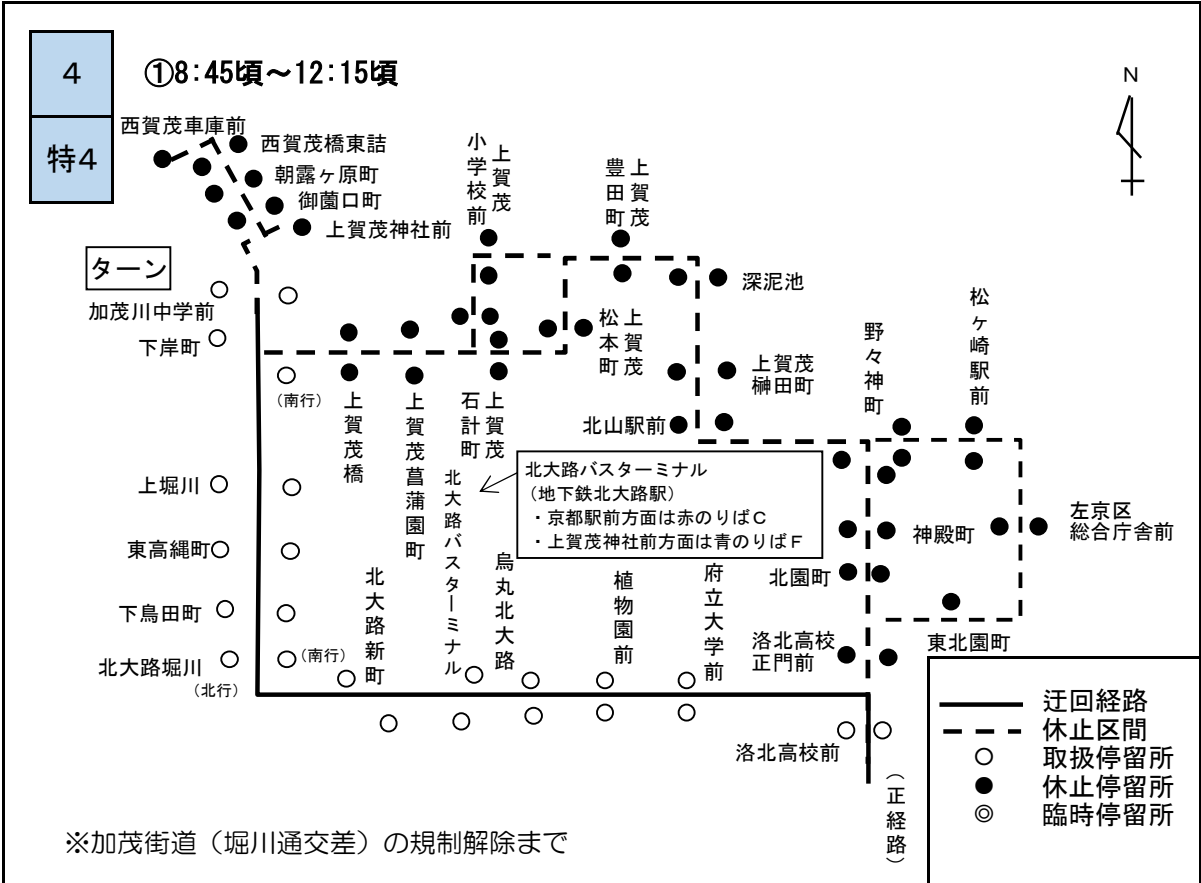 4
特4
①8:45頃～12:15頃
N
西賀茂車庫前
西賀茂橋東詰
朝露ヶ原町
御薗口町
上賀茂神社前
ターン
加茂川中学前
下岸町
(南行)
上賀茂
小学校前
上賀茂
豊田町
深泥池
上賀茂
松本町
上賀茂
榊田町
野々神町
松ヶ崎駅前
上賀茂橋
上賀茂菖蒲園町
上賀茂
石計町
北山駅前
北大路バスターミナル
（地下鉄北大路駅）
・京都駅前方面は赤のりばC
・上賀茂神社前方面は青のりばF
神殿町
左京区
総合庁舎前
上堀川
東高縄町
下鳥田町
北大路堀川
(北行)
(南行)
北大路新町
北大路バスターミナル
烏丸北大路
植物園前
府立大学前
北園町
洛北高校
正門前
東北園町
洛北高校前
（正経路）
迂回経路
休止区間
取扱停留所
休止停留所
臨時停留所
※加茂街道（堀川通交差）の規制解除まで